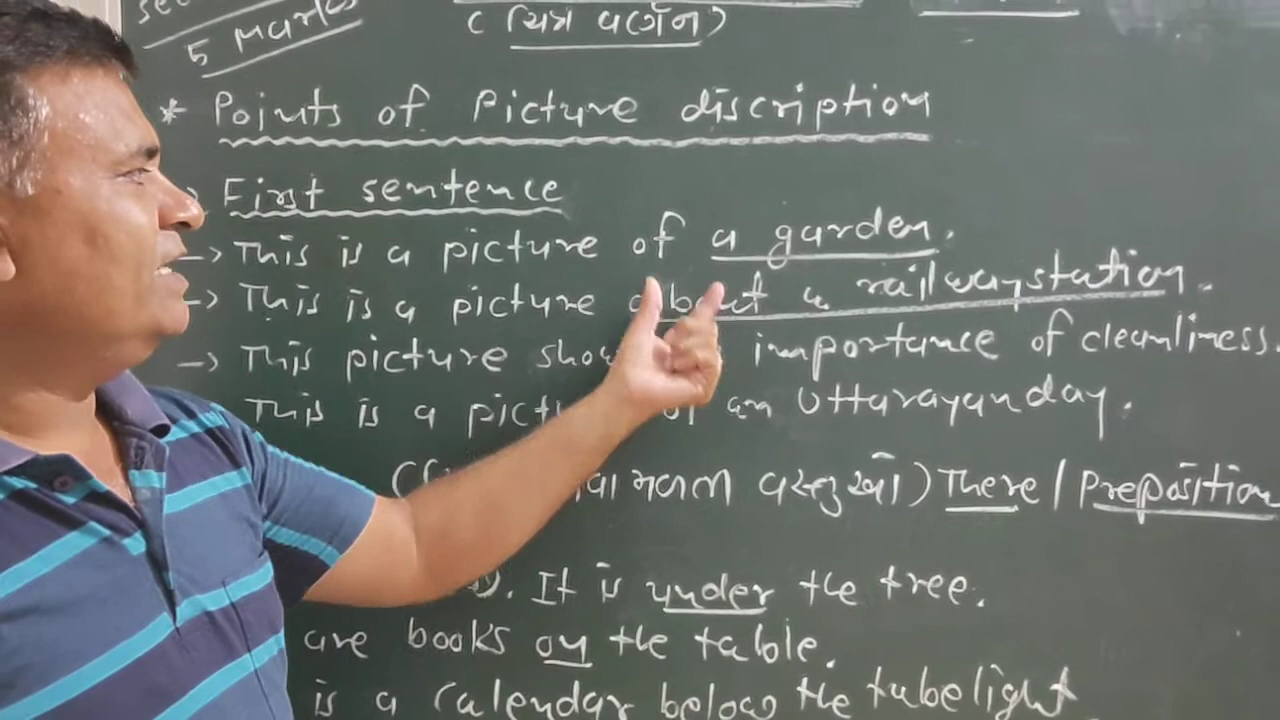 5 Marks
(ચિત્ર વર્ણન)
* Points of Picture discription
First sentence
→ This is a picture of a garden.
→ This is a picture about a railwaystation.
→ This picture importance of cleanliness.
This is a of an Uttarayanday.
There / Preposition
It is under the tree.
are books on the table.
is a Calendar below the tubelight